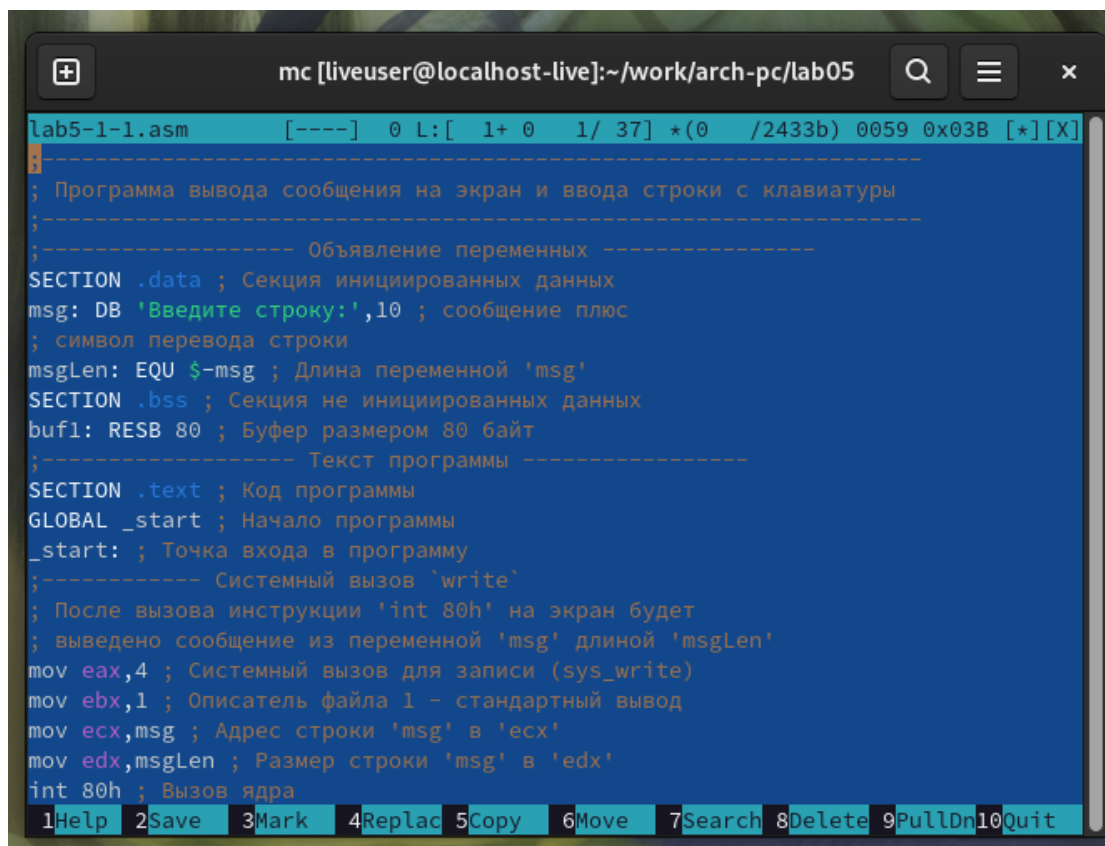 mc [liveuser@localhost-live]:~/work/arch-pc/lab05
lab5-1-1.asm [----] 0 L:[ 1+ 0 1/ 37] *(0 /2433b) 0059 0x03B [*][X]
;------------------------------------------------------------------
; Программа вывода сообщения на экран и ввода строки с клавиатуры
;------------------------------------------------------------------
;------------------- Объявление переменных ----------------
SECTION .data ; Секция инициированных данных
msg: DB 'Введите строку:',10 ; сообщение плюс
; символ перевода строки
msgLen: EQU $-msg ; Длина переменной 'msg'
SECTION .bss ; Секция не инициированных данных
buf1: RESB 80 ; Буфер размером 80 байт
;------------------- Текст программы -----------------
SECTION .text ; Код программы
GLOBAL _start ; Начало программы
_start: ; Точка входа в программу
;------------ Системный вызов `write`
; После вызова инструкции 'int 80h' на экран будет
; выведено сообщение из переменной 'msg' длиной 'msgLen'
mov eax,4 ; Системный вызов для записи (sys_write)
mov ebx,1 ; Описатель файла 1 - стандартный вывод
mov ecx,msg ; Адрес строки 'msg' в 'ecx'
mov edx,msgLen ; Размер строки 'msg' в 'edx'
int 80h ; Вызов ядра
1Help 2Save 3Mark 4Replac 5Copy 6Move 7Search 8Delete 9PullDn 10Quit